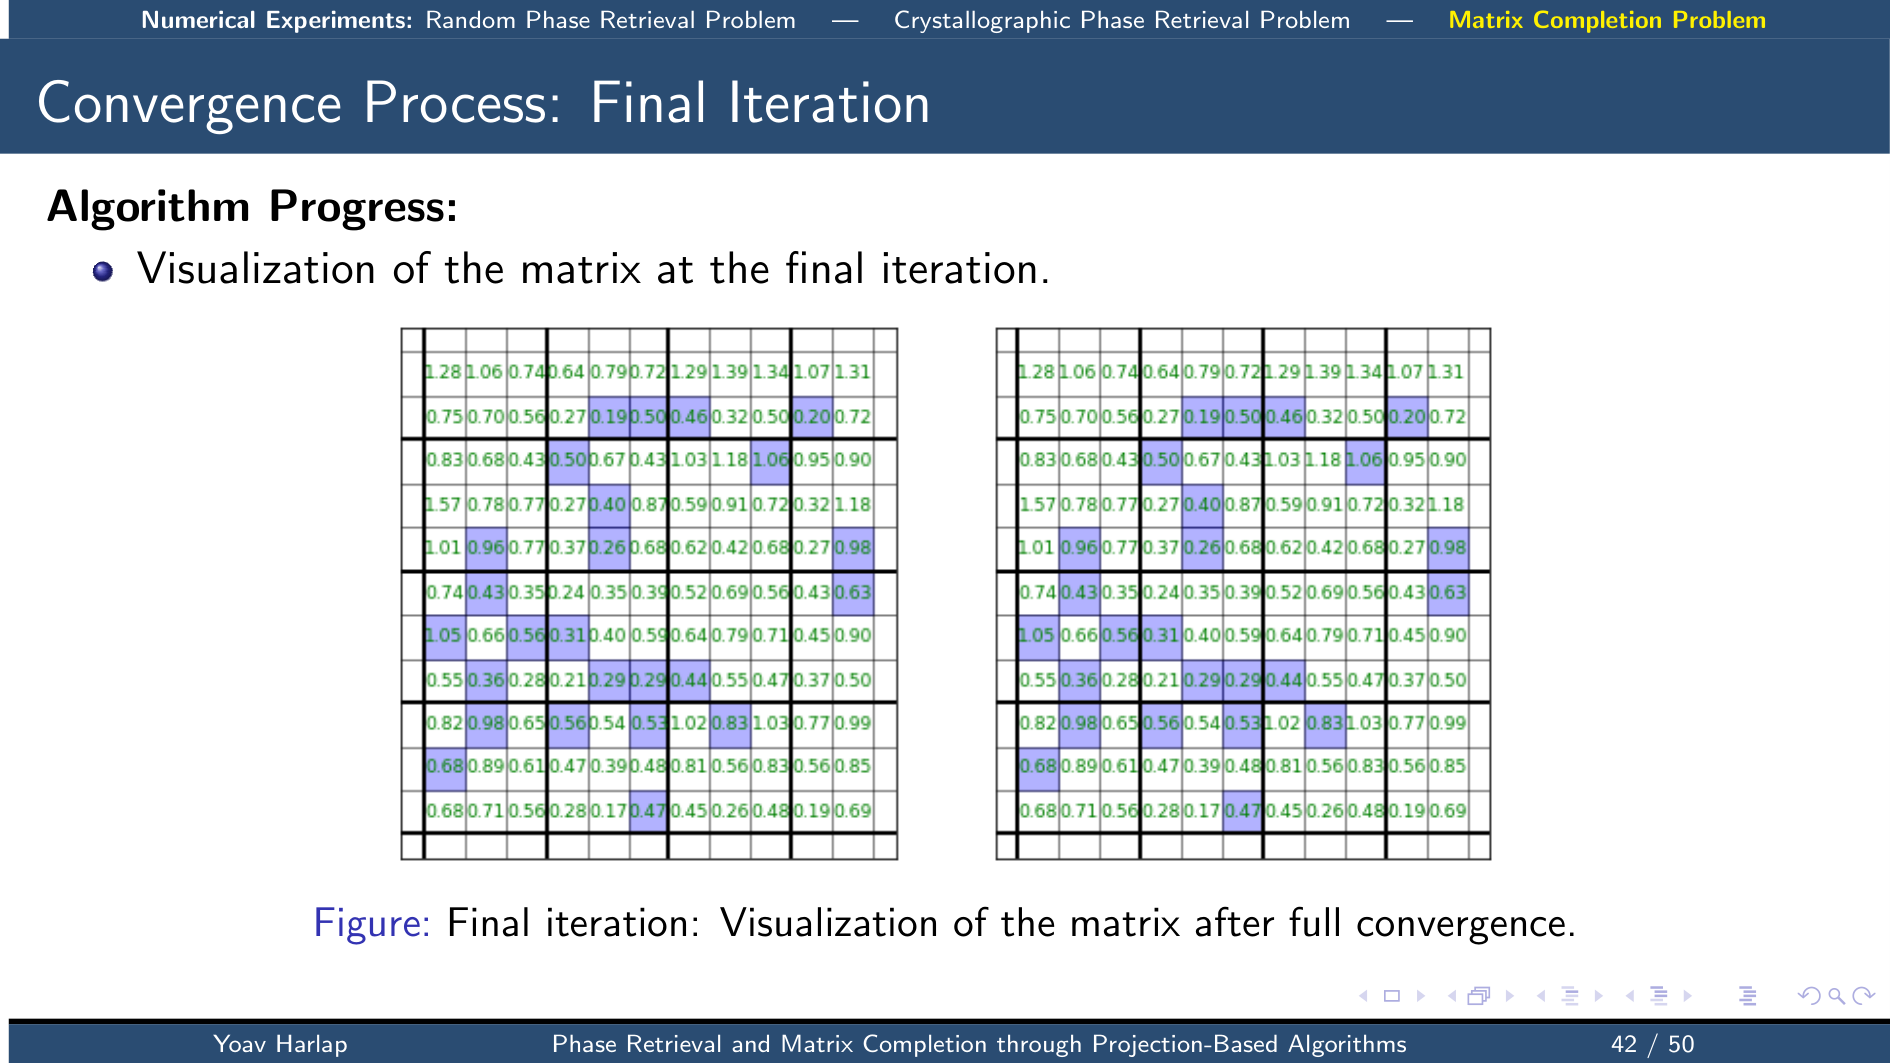 Numerical Experiments: Random Phase Retrieval Problem — Crystallographic Phase Retrieval Problem — Matrix Completion Problem
Convergence Process: Final Iteration
Algorithm Progress:
Visualization of the matrix at the final iteration.
1.28 1.06 0.74 0.64 0.79 0.72 1.29 1.39 1.34 1.07 1.31
0.75 0.70 0.56 0.27 0.19 0.50 0.46 0.32 0.50 0.20 0.72
0.83 0.68 0.43 0.50 0.67 0.43 1.03 1.18 1.06 0.95 0.90
1.57 0.78 0.77 0.27 0.40 0.87 0.59 0.91 0.72 0.32 1.18
1.01 0.96 0.77 0.37 0.26 0.68 0.62 0.42 0.68 0.27 0.98
0.74 0.43 0.35 0.24 0.35 0.39 0.52 0.69 0.56 0.43 0.63
1.05 0.66 0.56 0.31 0.40 0.59 0.64 0.79 0.71 0.45 0.90
0.55 0.36 0.28 0.21 0.29 0.29 0.44 0.55 0.47 0.37 0.50
0.82 0.98 0.65 0.56 0.54 0.53 1.02 0.83 1.03 0.77 0.99
0.68 0.89 0.61 0.47 0.39 0.48 0.81 0.56 0.83 0.56 0.85
0.68 0.71 0.56 0.28 0.17 0.47 0.45 0.26 0.48 0.19 0.69
1.28 1.06 0.74 0.64 0.79 0.72 1.29 1.39 1.34 1.07 1.31
0.75 0.70 0.56 0.27 0.19 0.50 0.46 0.32 0.50 0.20 0.72
0.83 0.68 0.43 0.50 0.67 0.43 1.03 1.18 1.06 0.95 0.90
1.57 0.78 0.77 0.27 0.40 0.87 0.59 0.91 0.72 0.32 1.18
1.01 0.96 0.77 0.37 0.26 0.68 0.62 0.42 0.68 0.27 0.98
0.74 0.43 0.35 0.24 0.35 0.39 0.52 0.69 0.56 0.43 0.63
1.05 0.66 0.56 0.31 0.40 0.59 0.64 0.79 0.71 0.45 0.90
0.55 0.36 0.28 0.21 0.29 0.29 0.44 0.55 0.47 0.37 0.50
0.82 0.98 0.65 0.56 0.54 0.53 1.02 0.83 1.03 0.77 0.99
0.68 0.89 0.61 0.47 0.39 0.48 0.81 0.56 0.83 0.56 0.85
0.68 0.71 0.56 0.28 0.17 0.47 0.45 0.26 0.48 0.19 0.69
Figure: Final iteration: Visualization of the matrix after full convergence.
Yoav Harlap Phase Retrieval and Matrix Completion through Projection-Based Algorithms 42 / 50